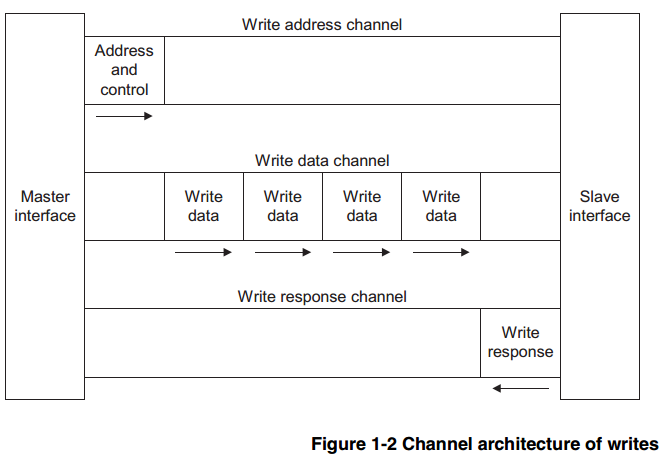 Write address channel
Address
and
control
Write data channel
Master
interface
Write
data
Write
data
Write
data
Write
data
Slave
interface
Write response channel
Write
response
Figure 1-2 Channel architecture of writes